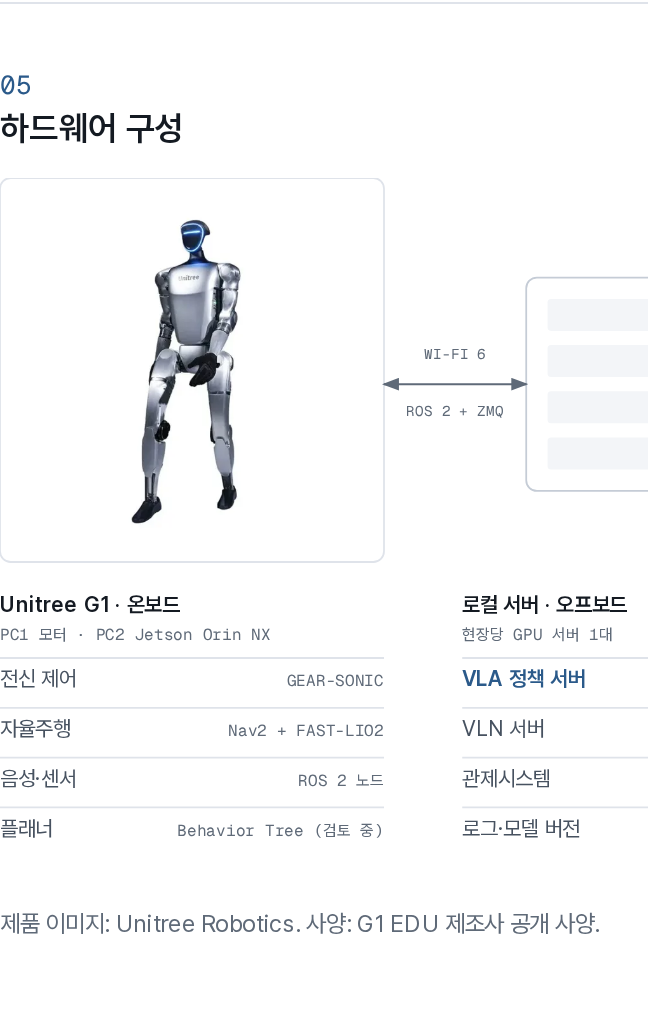 05
하드웨어 구성
Unitree
WI-FI 6
ROS 2 + ZMQ
Unitree G1 · 온보드
PC1 모터 · PC2 Jetson Orin NX
전신 제어 GEAR-SONIC
자율주행 Nav2 + FAST-LIO2
음성·센서 ROS 2 노드
플래너 Behavior Tree (검토 중)
로컬 서버 · 오프보드
현장당 GPU 서버 1대
VLA 정책 서버
VLN 서버
관제시스템
로그·모델 버전
제품 이미지: Unitree Robotics. 사양: G1 EDU 제조사 공개 사양.